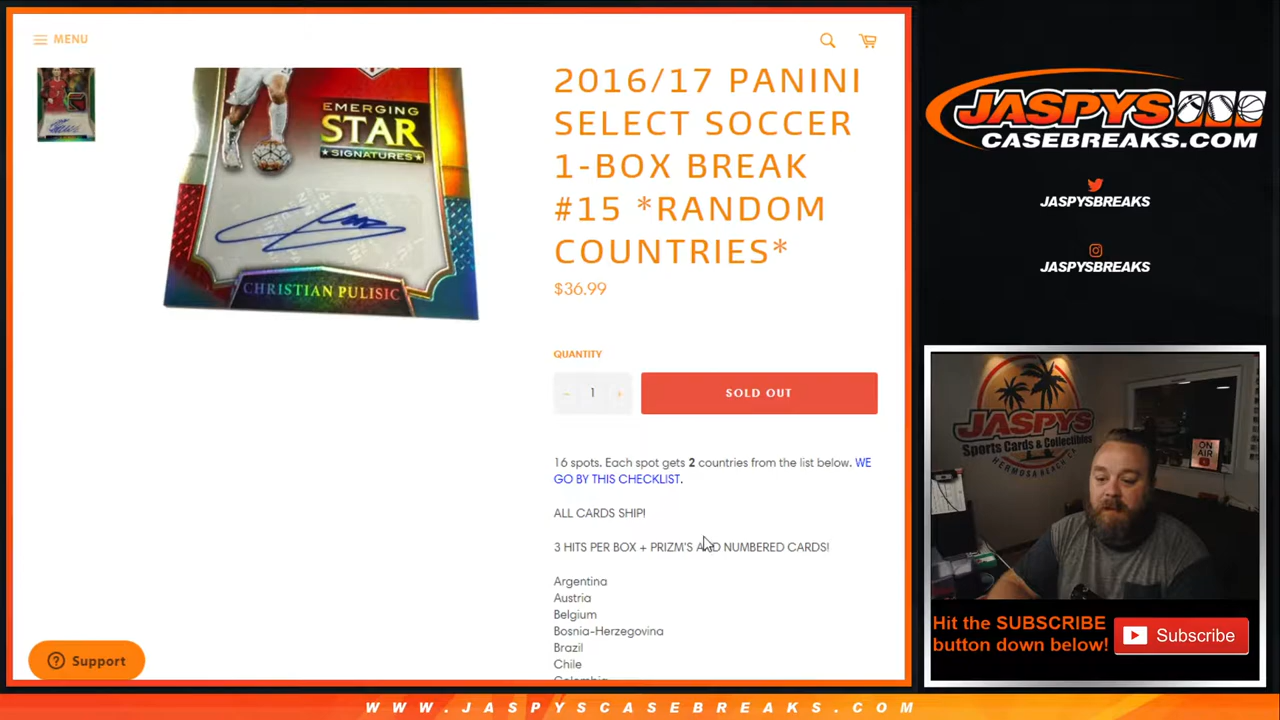 MENU
EMERGING
STAR
SIGNATURES
CHRISTIAN PULISIC
2016/17 PANINI
SELECT SOCCER
1-BOX BREAK
#15 *RANDOM
COUNTRIES*
$36.99
QUANTITY
1
SOLD OUT
16 spots. Each spot gets 2 countries from the list below. WE
GO BY THIS CHECKLIST.
ALL CARDS SHIP!
3 HITS PER BOX + PRIZM'S AND NUMBERED CARDS!
Argentina
Austria
Belgium
Bosnia-Herzegovina
Brazil
Chile
Colombia
Support
JASPYS
CASEBREAKS.COM
JASPYSBREAKS
JASPYSBREAKS
JASPYS
Sports Cards & Collectibles
HERMOSA BEACH, CA
ON
AIR
Hit the SUBSCRIBE
button down below!
Subscribe
WWW.JASPYSCASEBREAKS.COM